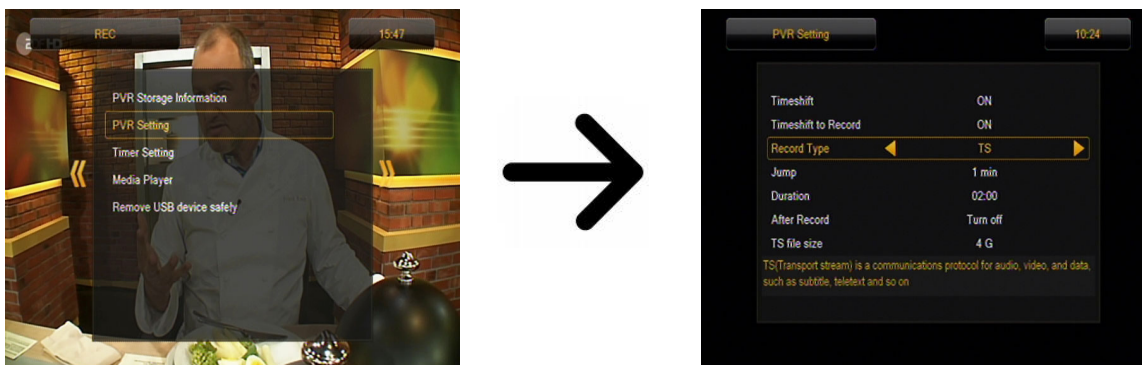 REC 15:47
PVR Storage Information
PVR Setting
Timer Setting
Media Player
Remove USB device safely
PVR Setting 10:24
Timeshift ON
Timeshift to Record ON
Record Type TS
Jump 1 min
Duration 02:00
After Record Turn off
TS file size 4 G
TS(Transport stream) is a communications protocol for audio, video, and data,
such as subtitle, teletext and so on